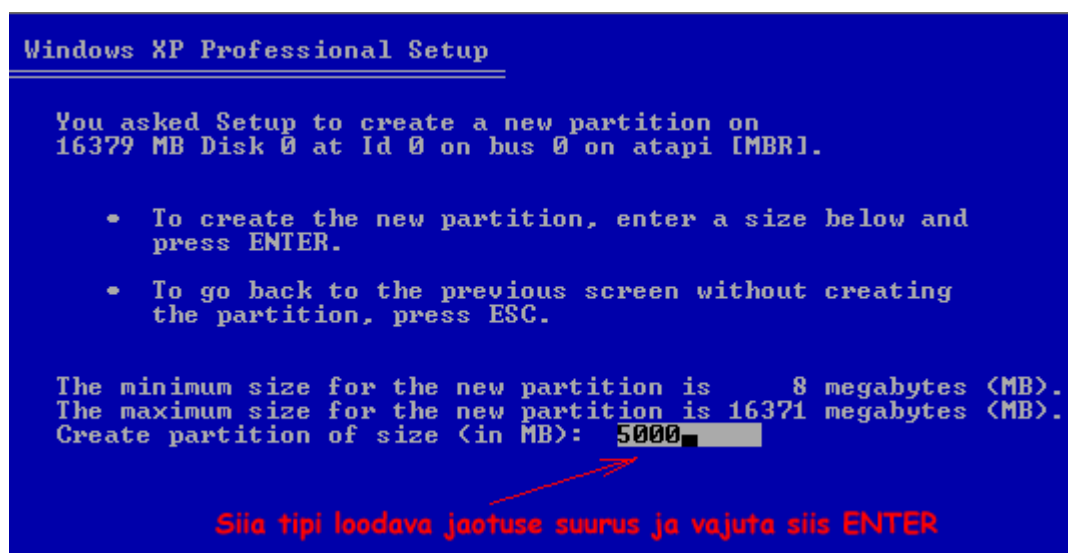 Windows XP Professional Setup
You asked Setup to create a new partition on
16379 MB Disk 0 at Id 0 on bus 0 on atapi [MBR].
• To create the new partition, enter a size below and
press ENTER.
• To go back to the previous screen without creating
the partition, press ESC.
The minimum size for the new partition is 8 megabytes (MB).
The maximum size for the new partition is 16371 megabytes (MB).
Create partition of size (in MB): 5000
Siia tipi loodava jaotuse suurus ja vajuta siis ENTER